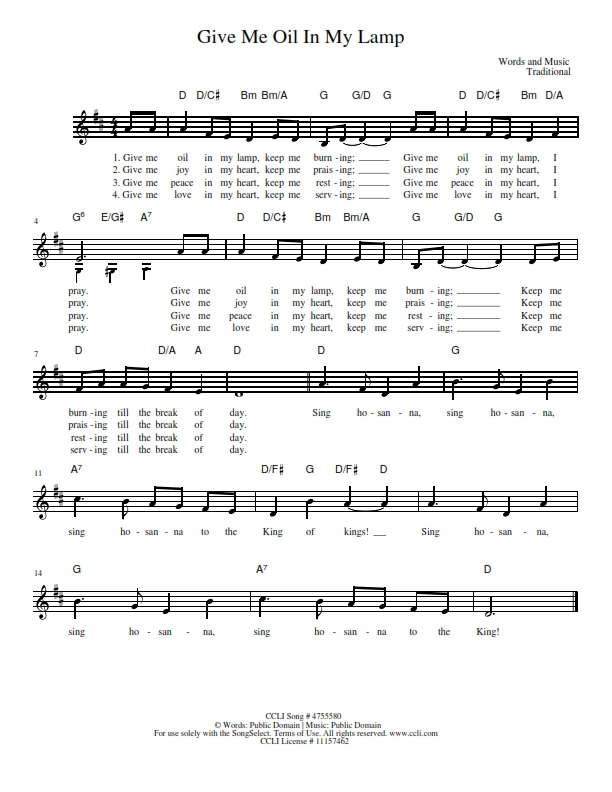 Give Me Oil In My Lamp
Words and Music
Traditional
D D/C♯ Bm Bm/A G G/D G D D/C♯ Bm D/A
1. Give me oil in my lamp, keep me burn - ing; ______ Give me oil in my lamp, I
2. Give me joy in my heart, keep me prais - ing; ______ Give me joy in my heart, I
3. Give me peace in my heart, keep me rest - ing; ______ Give me peace in my heart, I
4. Give me love in my heart, keep me serv - ing; ______ Give me love in my heart, I
4
G6 E/G♯ A7 D D/C♯ Bm Bm/A G G/D G
pray. Give me oil in my lamp, keep me burn - ing; ________ Keep me
pray. Give me joy in my heart, keep me prais - ing; ________ Keep me
pray. Give me peace in my heart, keep me rest - ing; ________ Keep me
pray. Give me love in my heart, keep me serv - ing; ________ Keep me
7
D D/A A D D G
burn - ing till the break of day. Sing ho - san - na, sing ho - san - na,
prais - ing till the break of day.
rest - ing till the break of day.
serv - ing till the break of day.
11
A7 D/F♯ G D/F♯ D
sing ho - san - na to the King of kings! __ Sing ho - san - na,
14
G A7 D
sing ho - san - na, sing ho - san - na to the King!
CCLI Song # 4755580
© Words: Public Domain | Music: Public Domain
For use solely with the SongSelect. Terms of Use. All rights reserved. www.ccli.com
CCLI License # 11157462